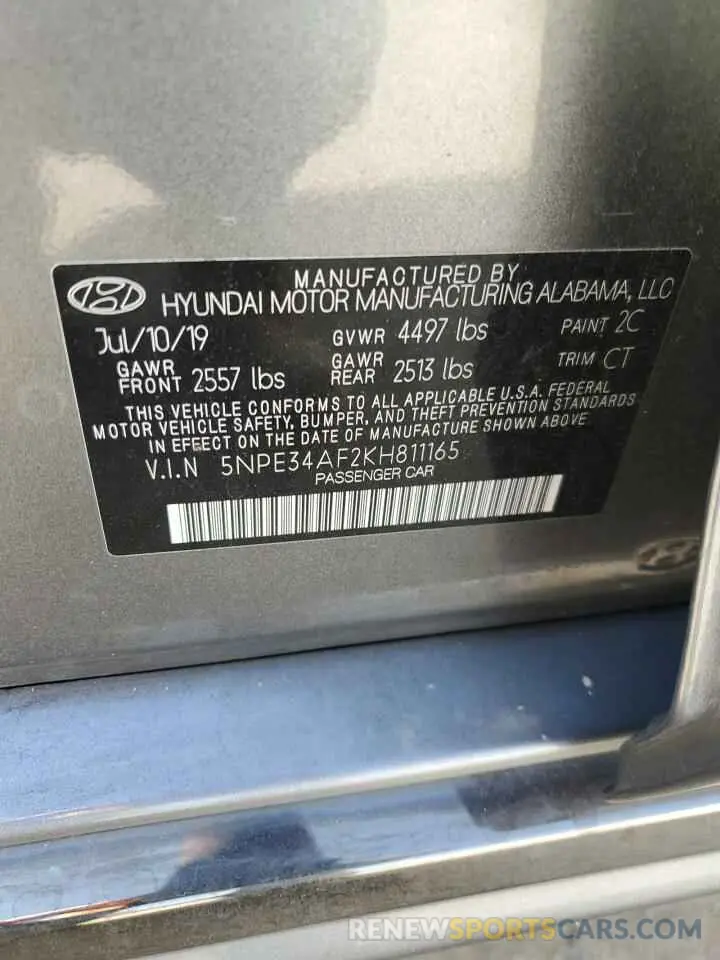 MANUFACTURED BY
HYUNDAI MOTOR MANUFACTURING ALABAMA, LLC
Jul/10/19 GVWR 4497 lbs PAINT 2C
GAWR FRONT 2557 lbs GAWR REAR 2513 lbs TRIM CT
THIS VEHICLE CONFORMS TO ALL APPLICABLE U.S.A. FEDERAL
MOTOR VEHICLE SAFETY, BUMPER, AND THEFT PREVENTION STANDARDS
IN EFFECT ON THE DATE OF MANUFACTURE SHOWN ABOVE
V.I.N 5NPE34AF2KH811165
PASSENGER CAR
RENEWSPORTSCARS.COM